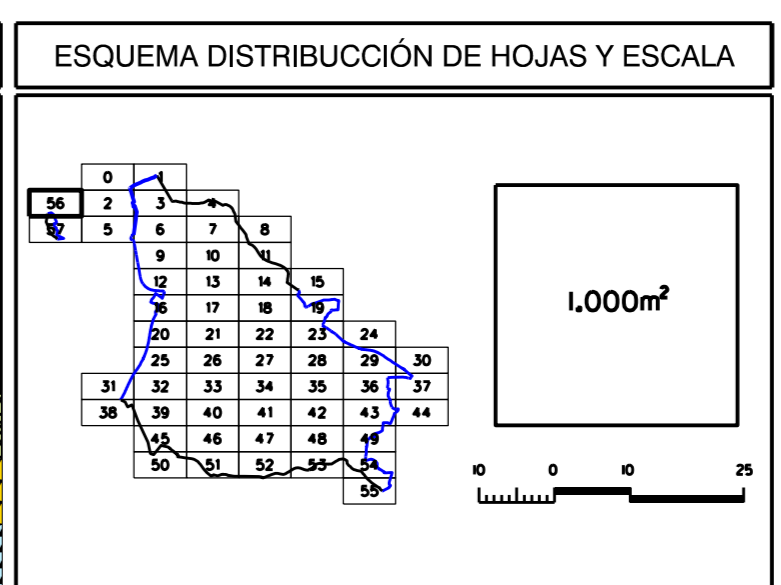 ESQUEMA DISTRIBUCCIÓN DE HOJAS Y ESCALA
0 1
56 2 3 4
57 5 6 7 8
9 10 11
12 13 14 15
16 17 18 19
20 21 22 23 24
25 26 27 28 29 30
31 32 33 34 35 36 37
38 39 40 41 42 43 44
45 46 47 48 49
50 51 52 53 54
55
1.000m²
10 0 10 25